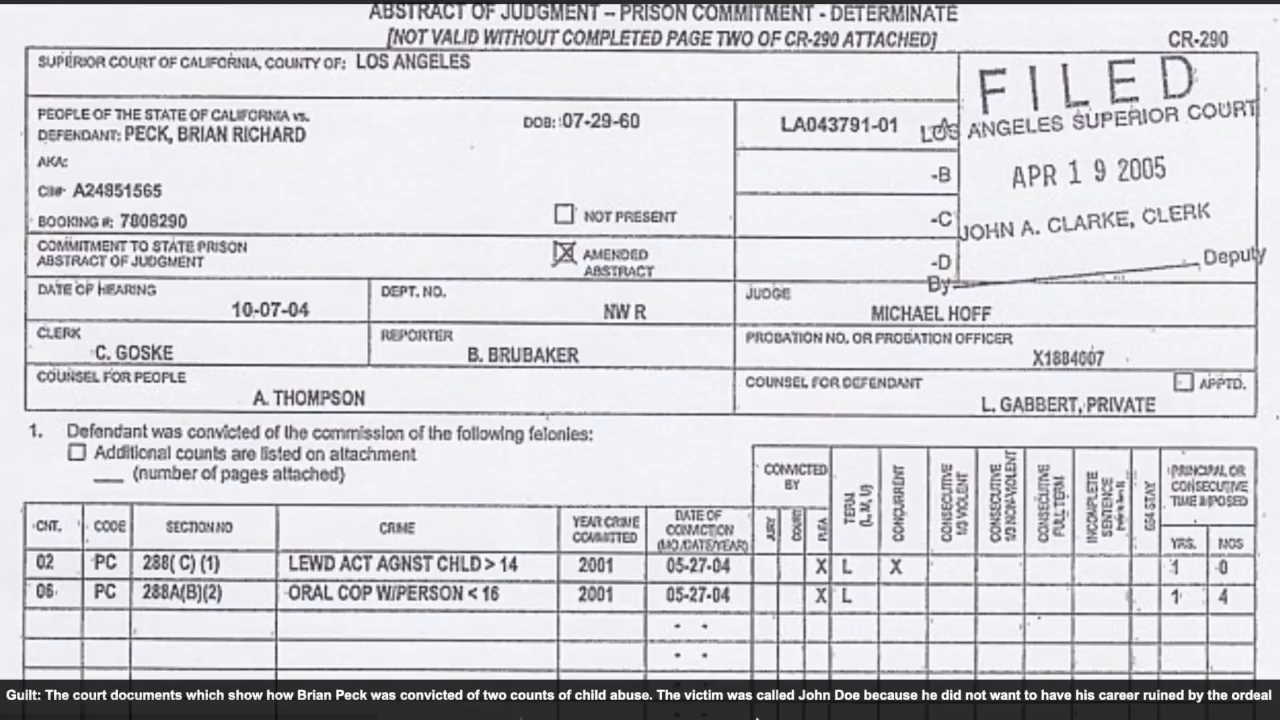 ABSTRACT OF JUDGMENT – PRISON COMMITMENT - DETERMINATE
[NOT VALID WITHOUT COMPLETED PAGE TWO OF CR-290 ATTACHED] CR-290
SUPERIOR COURT OF CALIFORNIA, COUNTY OF: LOS ANGELES
FILED
LOS ANGELES SUPERIOR COURT
APR 19 2005
JOHN A. CLARKE, CLERK
By Deputy
PEOPLE OF THE STATE OF CALIFORNIA vs.
DEFENDANT: PECK, BRIAN RICHARD DOB: 07-29-60 LA043791-01 -A
AKA:
CII#: A24851565 -B
BOOKING #: 7808290 NOT PRESENT -C
COMMITMENT TO STATE PRISON
ABSTRACT OF JUDGMENT
AMENDED
ABSTRACT
-D
DATE OF HEARING DEPT. NO. JUDGE
10-07-04 NW R MICHAEL HOFF
CLERK REPORTER PROBATION NO. OR PROBATION OFFICER
C. GOSKE B. BRUBAKER X1884007
COUNSEL FOR PEOPLE COUNSEL FOR DEFENDANT APPTD.
A. THOMPSON L. GABBERT, PRIVATE
1. Defendant was convicted of the commission of the following felonies:
Additional counts are listed on attachment
(number of pages attached)
CONVICTED
BY
JURY
COURT
PLEA
TERM
(L, M, U)
CONCURRENT
CONSECUTIVE
1/3 VIOLENT
CONSECUTIVE
1/3 NON-VIOLENT
CONSECUTIVE
FULL TERM
INCOMPLETE
SENTENCE
654 STAY
PRINCIPAL OR
CONSECUTIVE
TIME IMPOSED
YRS. MOS
CNT. CODE SECTION NO CRIME
YEAR CRIME
COMMITTED
DATE OF
CONVICTION
(MO./DATE/YEAR)
02 PC 288( C) (1) LEWD ACT AGNST CHLD > 14 2001 05-27-04 X L X 1 0
06 PC 288A(B)(2) ORAL COP W/PERSON < 16 2001 05-27-04 X L 1 4
- -
- -
Guilt: The court documents which show how Brian Peck was convicted of two counts of child abuse. The victim was called John Doe because he did not want to have his career ruined by the ordeal